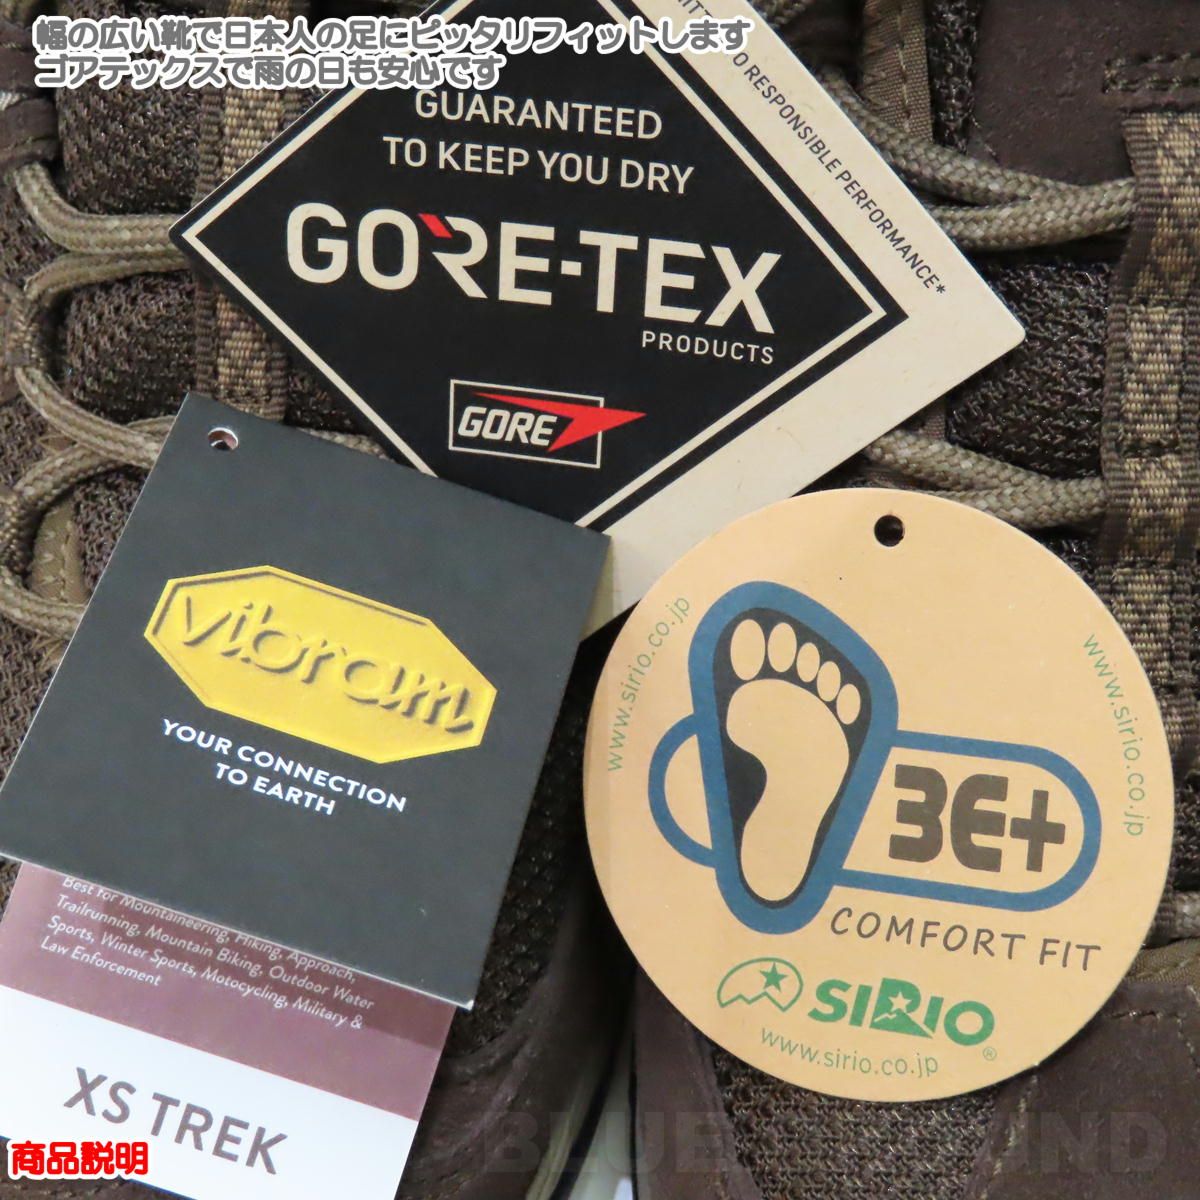 幅の広い靴で日本人の足にピッタリフィットします
ゴアテックスで雨の日も安心です
GUARANTEED
TO KEEP YOU DRY
GORE-TEX
PRODUCTS
GORE
RESPONSIBLE PERFORMANCE*
vibram
YOUR CONNECTION
TO EARTH
Best for Mountaineering, Hiking, Approach,
Trailrunning, Mountain Biking, Outdoor Water
Sports, Winter Sports, Motocycling, Military &
Law Enforcement
XS TREK
www.sirio.co.jp
www.sirio.co.jp
3E+
COMFORT FIT
SIRIO®
www.sirio.co.jp
商品説明